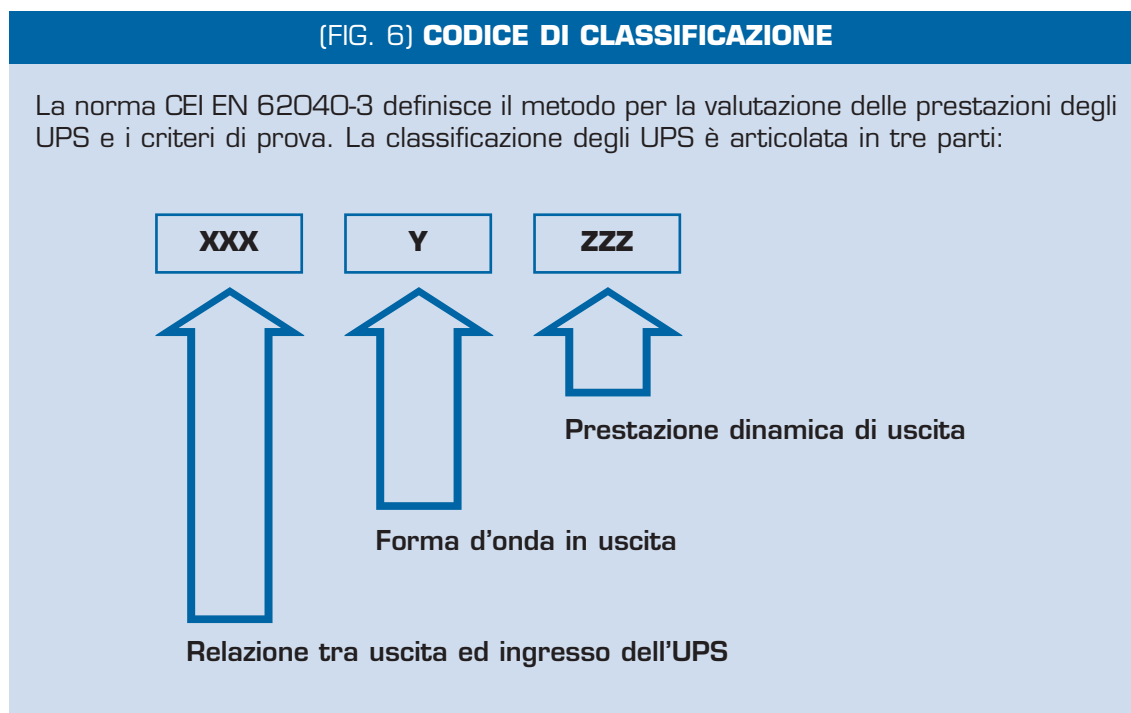 (FIG. 6) CODICE DI CLASSIFICAZIONE
La norma CEI EN 62040-3 definisce il metodo per la valutazione delle prestazioni degli
UPS e i criteri di prova. La classificazione degli UPS è articolata in tre parti:
XXX Y ZZZ
Prestazione dinamica di uscita
Forma d'onda in uscita
Relazione tra uscita ed ingresso dell'UPS